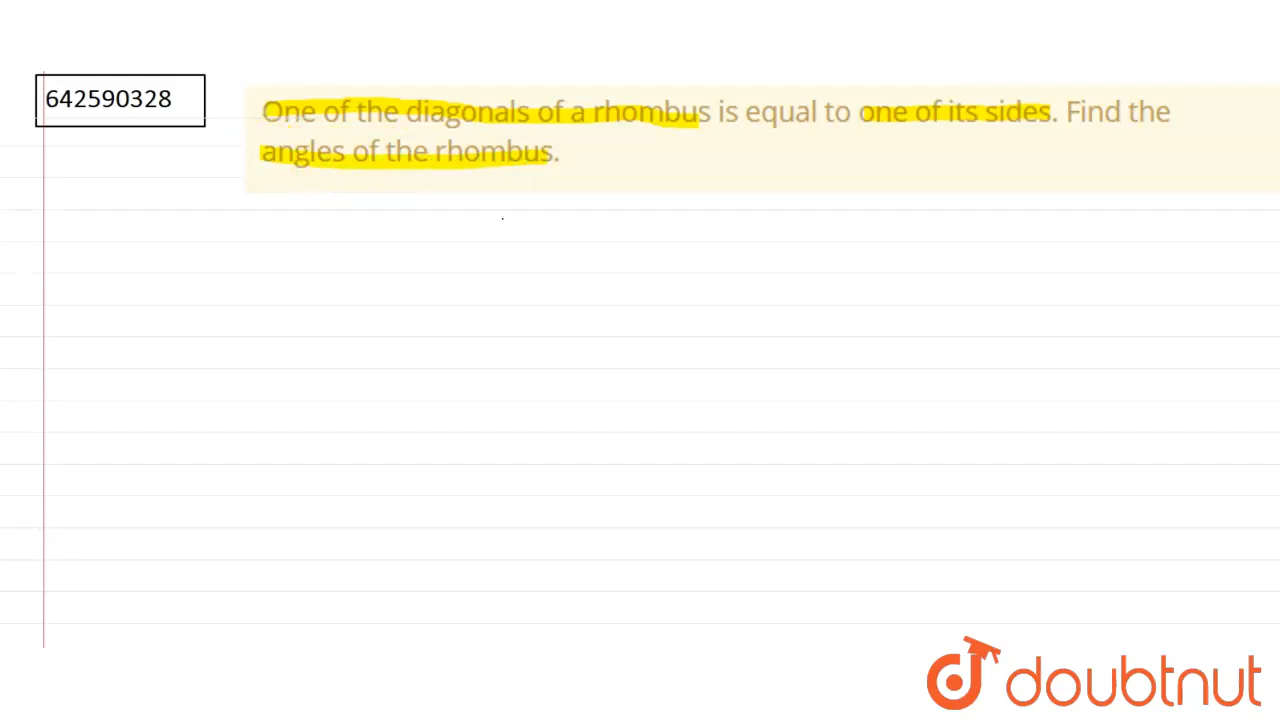 642590328
One of the diagonals of a rhombus is equal to one of its sides. Find the
angles of the rhombus.
doubtnut